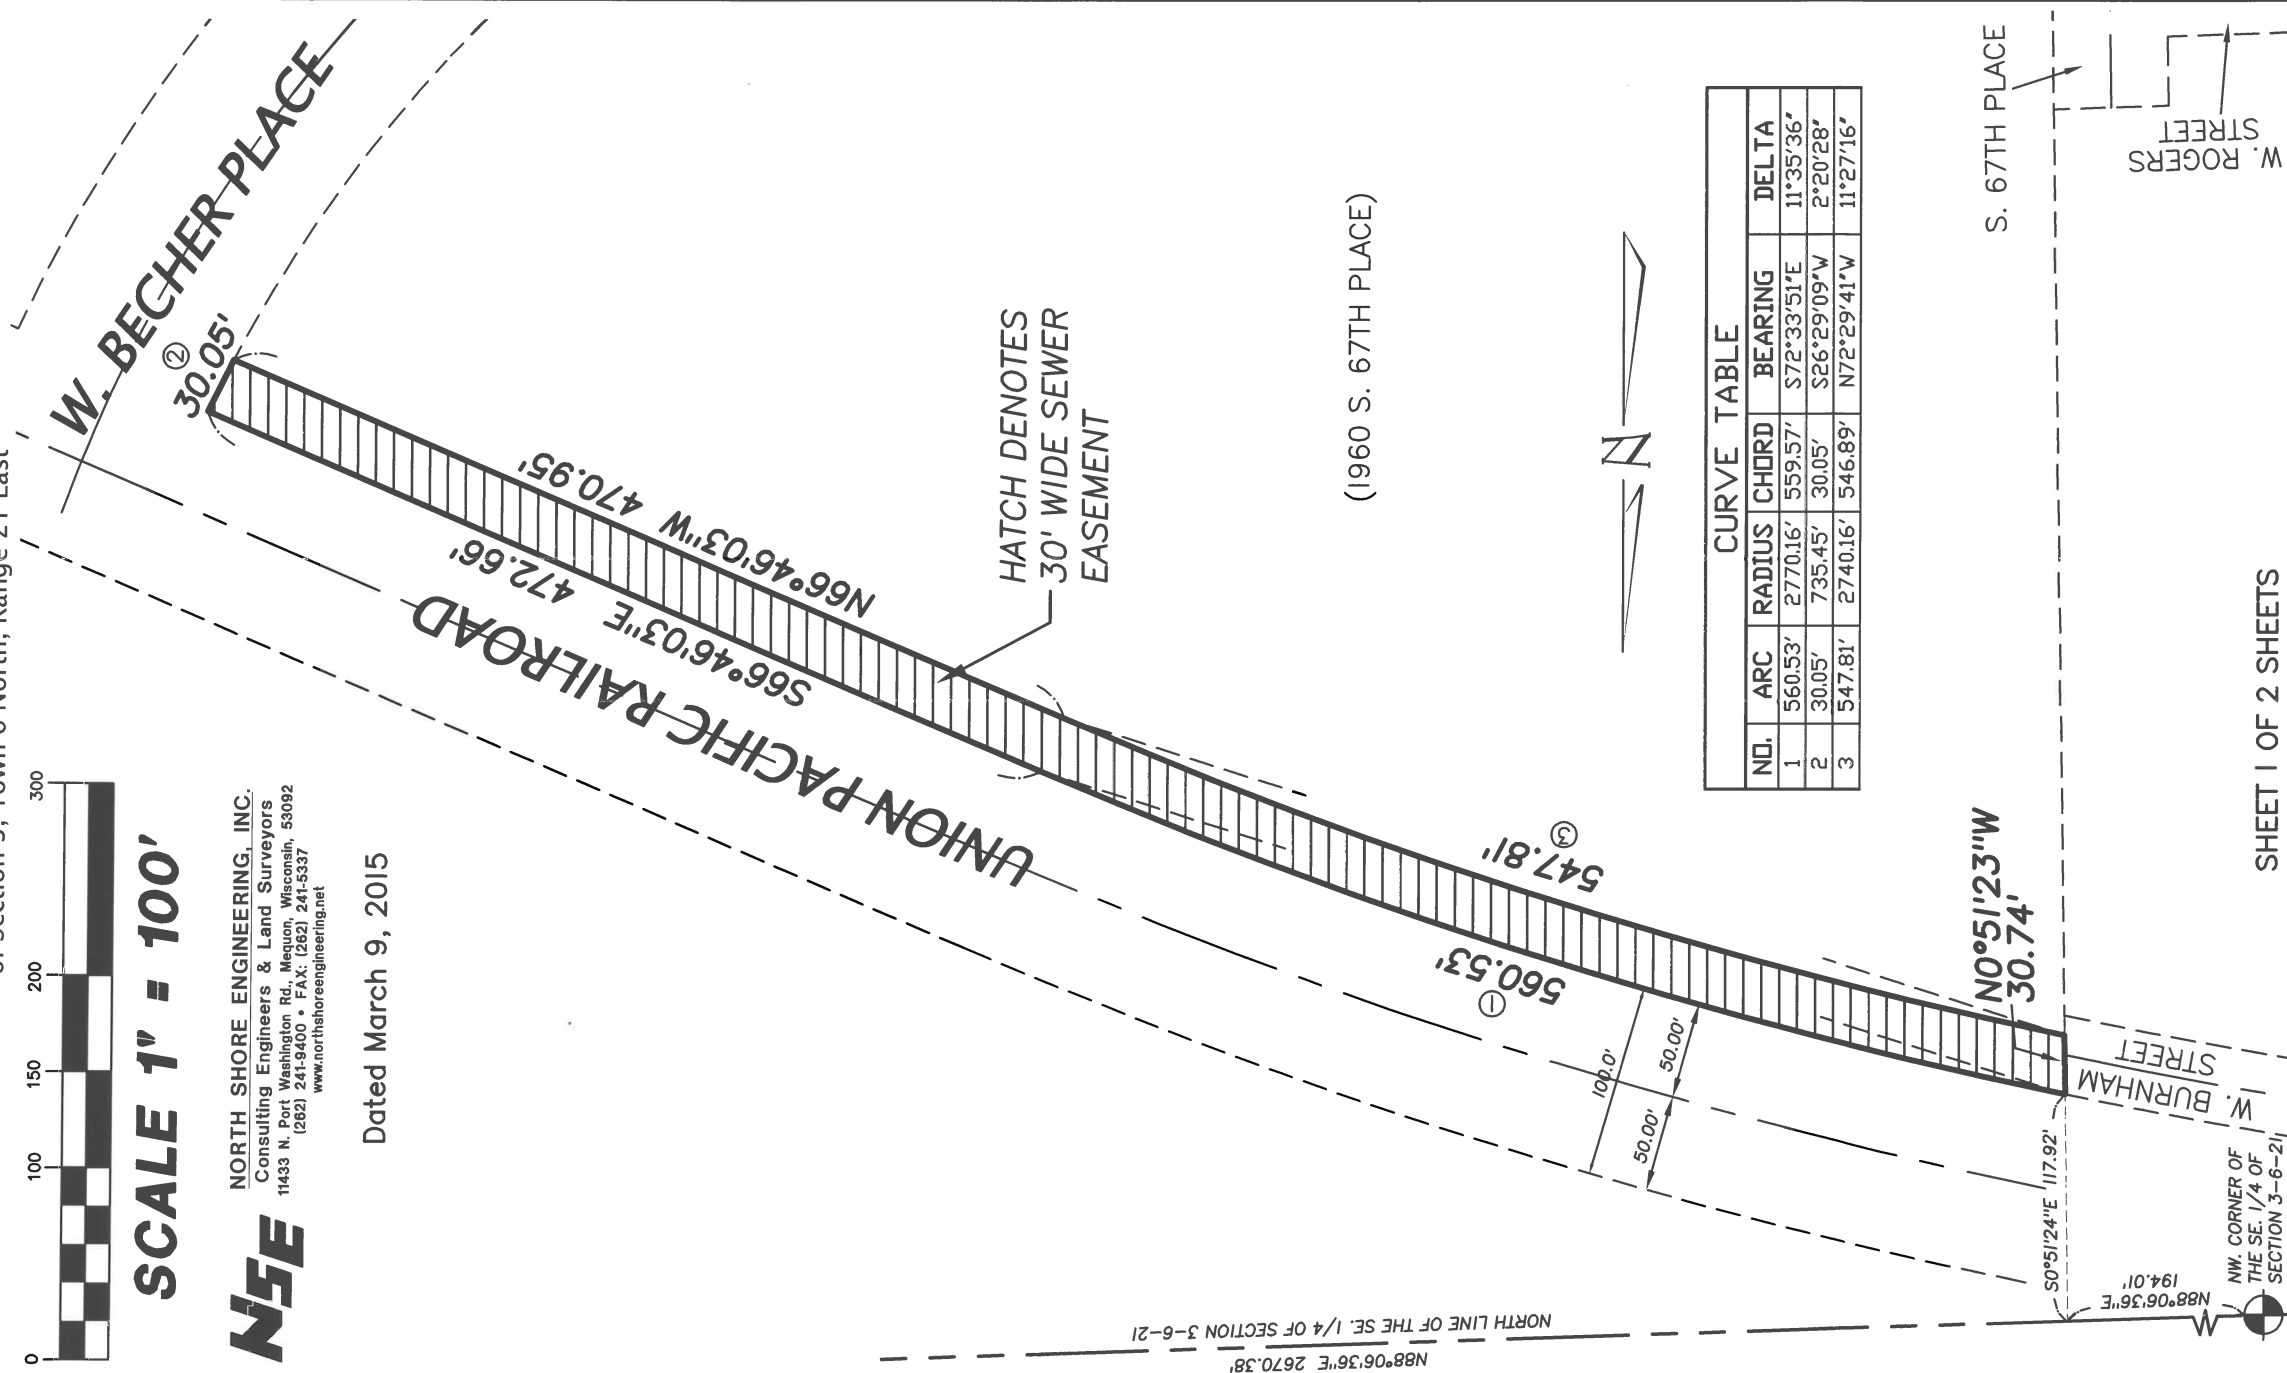 W. BECHER PLACE
30.05'
②
S66°46'03"E 472.66'
N66°46'03"W 470.95'
UNION PACIFIC RAILROAD
HATCH DENOTES
30' WIDE SEWER
EASEMENT
(1960 S. 67TH PLACE)
N
CURVE TABLE
NO. ARC RADIUS CHORD BEARING DELTA
1 560.53' 2770.16' 559.57' S72°33'51"E 11°35'36"
2 30.05' 735.45' 30.05' S26°29'09"W 2°20'28"
3 547.81' 2740.16' 546.89' N72°29'41"W 11°27'16"
S. 67TH PLACE
W. ROGERS
STREET
547.81'
③
560.53'
①
100.0'
50.00'
50.00'
N0°51'23"W
30.74'
W. BURNHAM
STREET
S0°51'24"E 117.92'
N88°06'36"E
194.01'
NW. CORNER OF
THE SE. 1/4 OF
SECTION 3-6-21
NORTH LINE OF THE SE. 1/4 OF SECTION 3-6-21
N88°06'36"E 2670.38'
0 100 150 200 300
SCALE 1" = 100'
NSE
NORTH SHORE ENGINEERING, INC.
Consulting Engineers & Land Surveyors
11433 N. Port Washington Rd., Mequon, Wisconsin, 53092
(262) 241-9400 • FAX: (262) 241-5337
www.northshoreengineering.net
Dated March 9, 2015
SHEET 1 OF 2 SHEETS